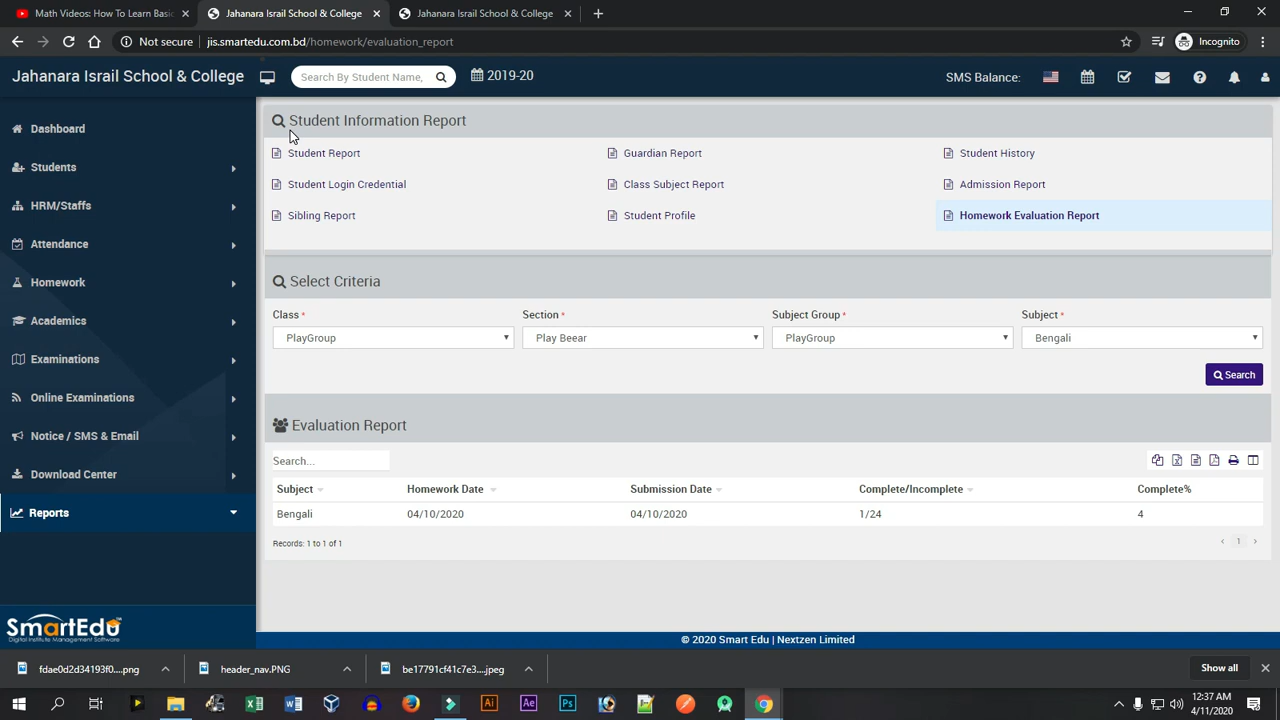 Math Videos: How To Learn Basic
Jahanara Israil School & College
Jahanara Israil School & College
Not secure
jis.smartedu.com.bd/homework/evaluation_report
Incognito
Jahanara Israil School & College
Search By Student Name,
2019-20
SMS Balance:
Dashboard
Students
HRM/Staffs
Attendance
Homework
Academics
Examinations
Online Examinations
Notice / SMS & Email
Download Center
Reports
SmartEdu
Digital Institute Management Software
Student Information Report
Student Report
Guardian Report
Student History
Student Login Credential
Class Subject Report
Admission Report
Sibling Report
Student Profile
Homework Evaluation Report
Select Criteria
Class *
Section *
Subject Group *
Subject *
PlayGroup
Play Beear
PlayGroup
Bengali
Search
Evaluation Report
Search...
Subject Homework Date Submission Date Complete/Incomplete Complete%
Bengali 04/10/2020 04/10/2020 1/24 4
Records: 1 to 1 of 1
1
© 2020 Smart Edu | Nextzen Limited
fdae0d2d34193f0....png
header_nav.PNG
be17791cf41c7e3....jpeg
Show all
12:37 AM
4/11/2020